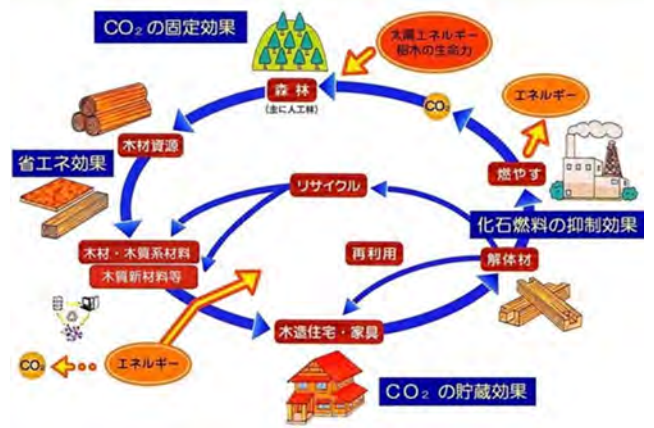 CO₂の固定効果
太陽エネルギー
樹木の生命力
森林
(主に人工林)
CO₂
エネルギー
木材資源
省エネ効果
燃やす
リサイクル
化石燃料の抑制効果
木材・木質系材料
木質新材料等
再利用
解体材
木造住宅・家具
CO₂
エネルギー
CO₂の貯蔵効果